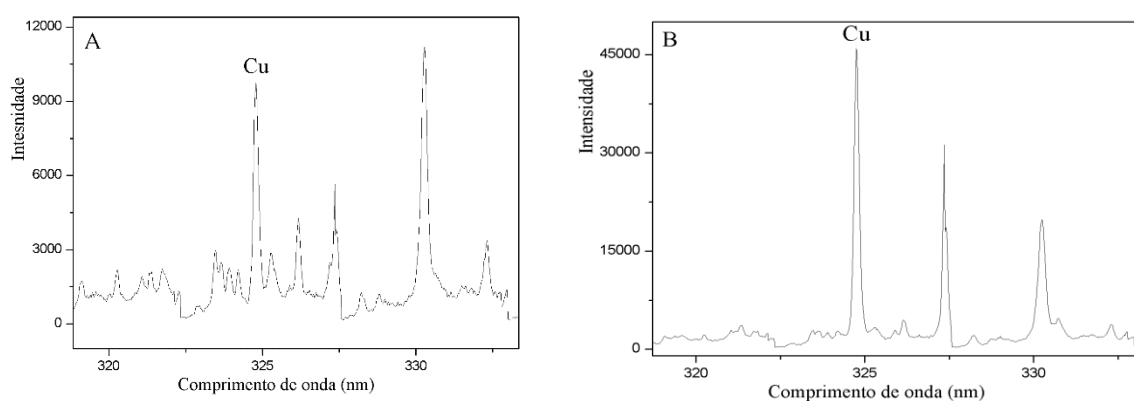 A
Cu
12000
9000
6000
3000
0
Intesnidade
320
325
330
Comprimento de onda (nm)
B
Cu
45000
30000
15000
0
Intensidade
320
325
330
Comprimento de onda (nm)